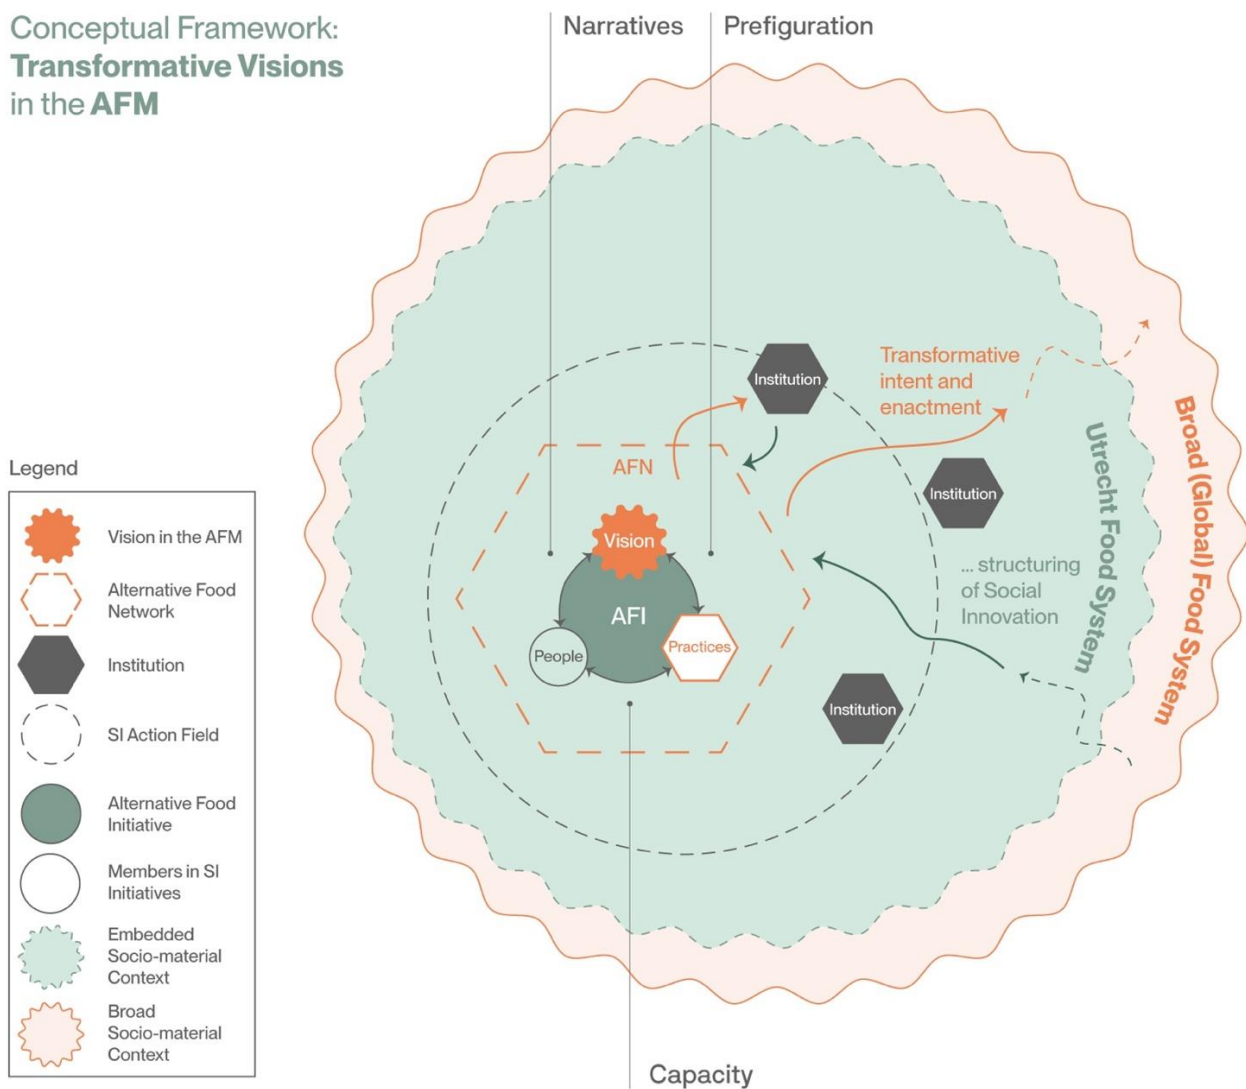 Conceptual Framework:
Transformative Visions
in the AFM
Narratives
Prefiguration
Institution
Transformative
intent and
enactment
AFN
Institution
Vision
... structuring
of Social
Innovation
AFI
People
Practices
Institution
Utrecht Food System
Broad (Global) Food System
Capacity
Legend
Vision in the AFM
Alternative Food
Network
Institution
SI Action Field
Alternative Food
Initiative
Members in SI
Initiatives
Embedded
Socio-material
Context
Broad
Socio-material
Context